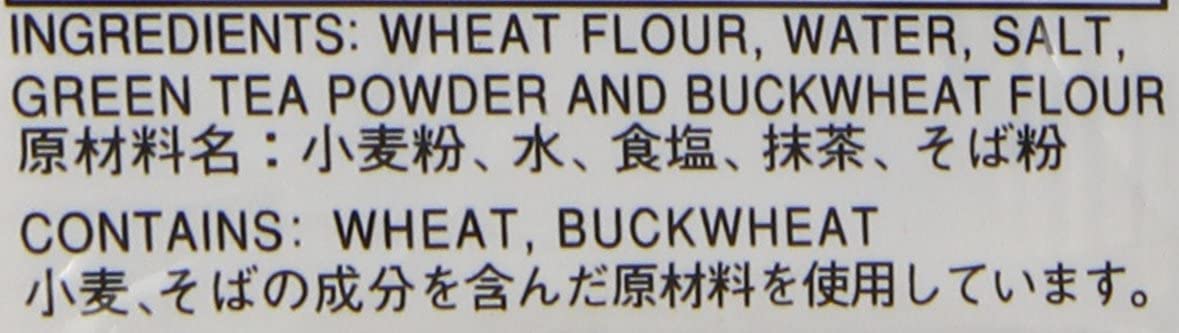 INGREDIENTS: WHEAT FLOUR, WATER, SALT,
GREEN TEA POWDER AND BUCKWHEAT FLOUR
原材料名：小麦粉、水、食塩、抹茶、そば粉
CONTAINS: WHEAT, BUCKWHEAT
小麦、そばの成分を含んだ原材料を使用しています。